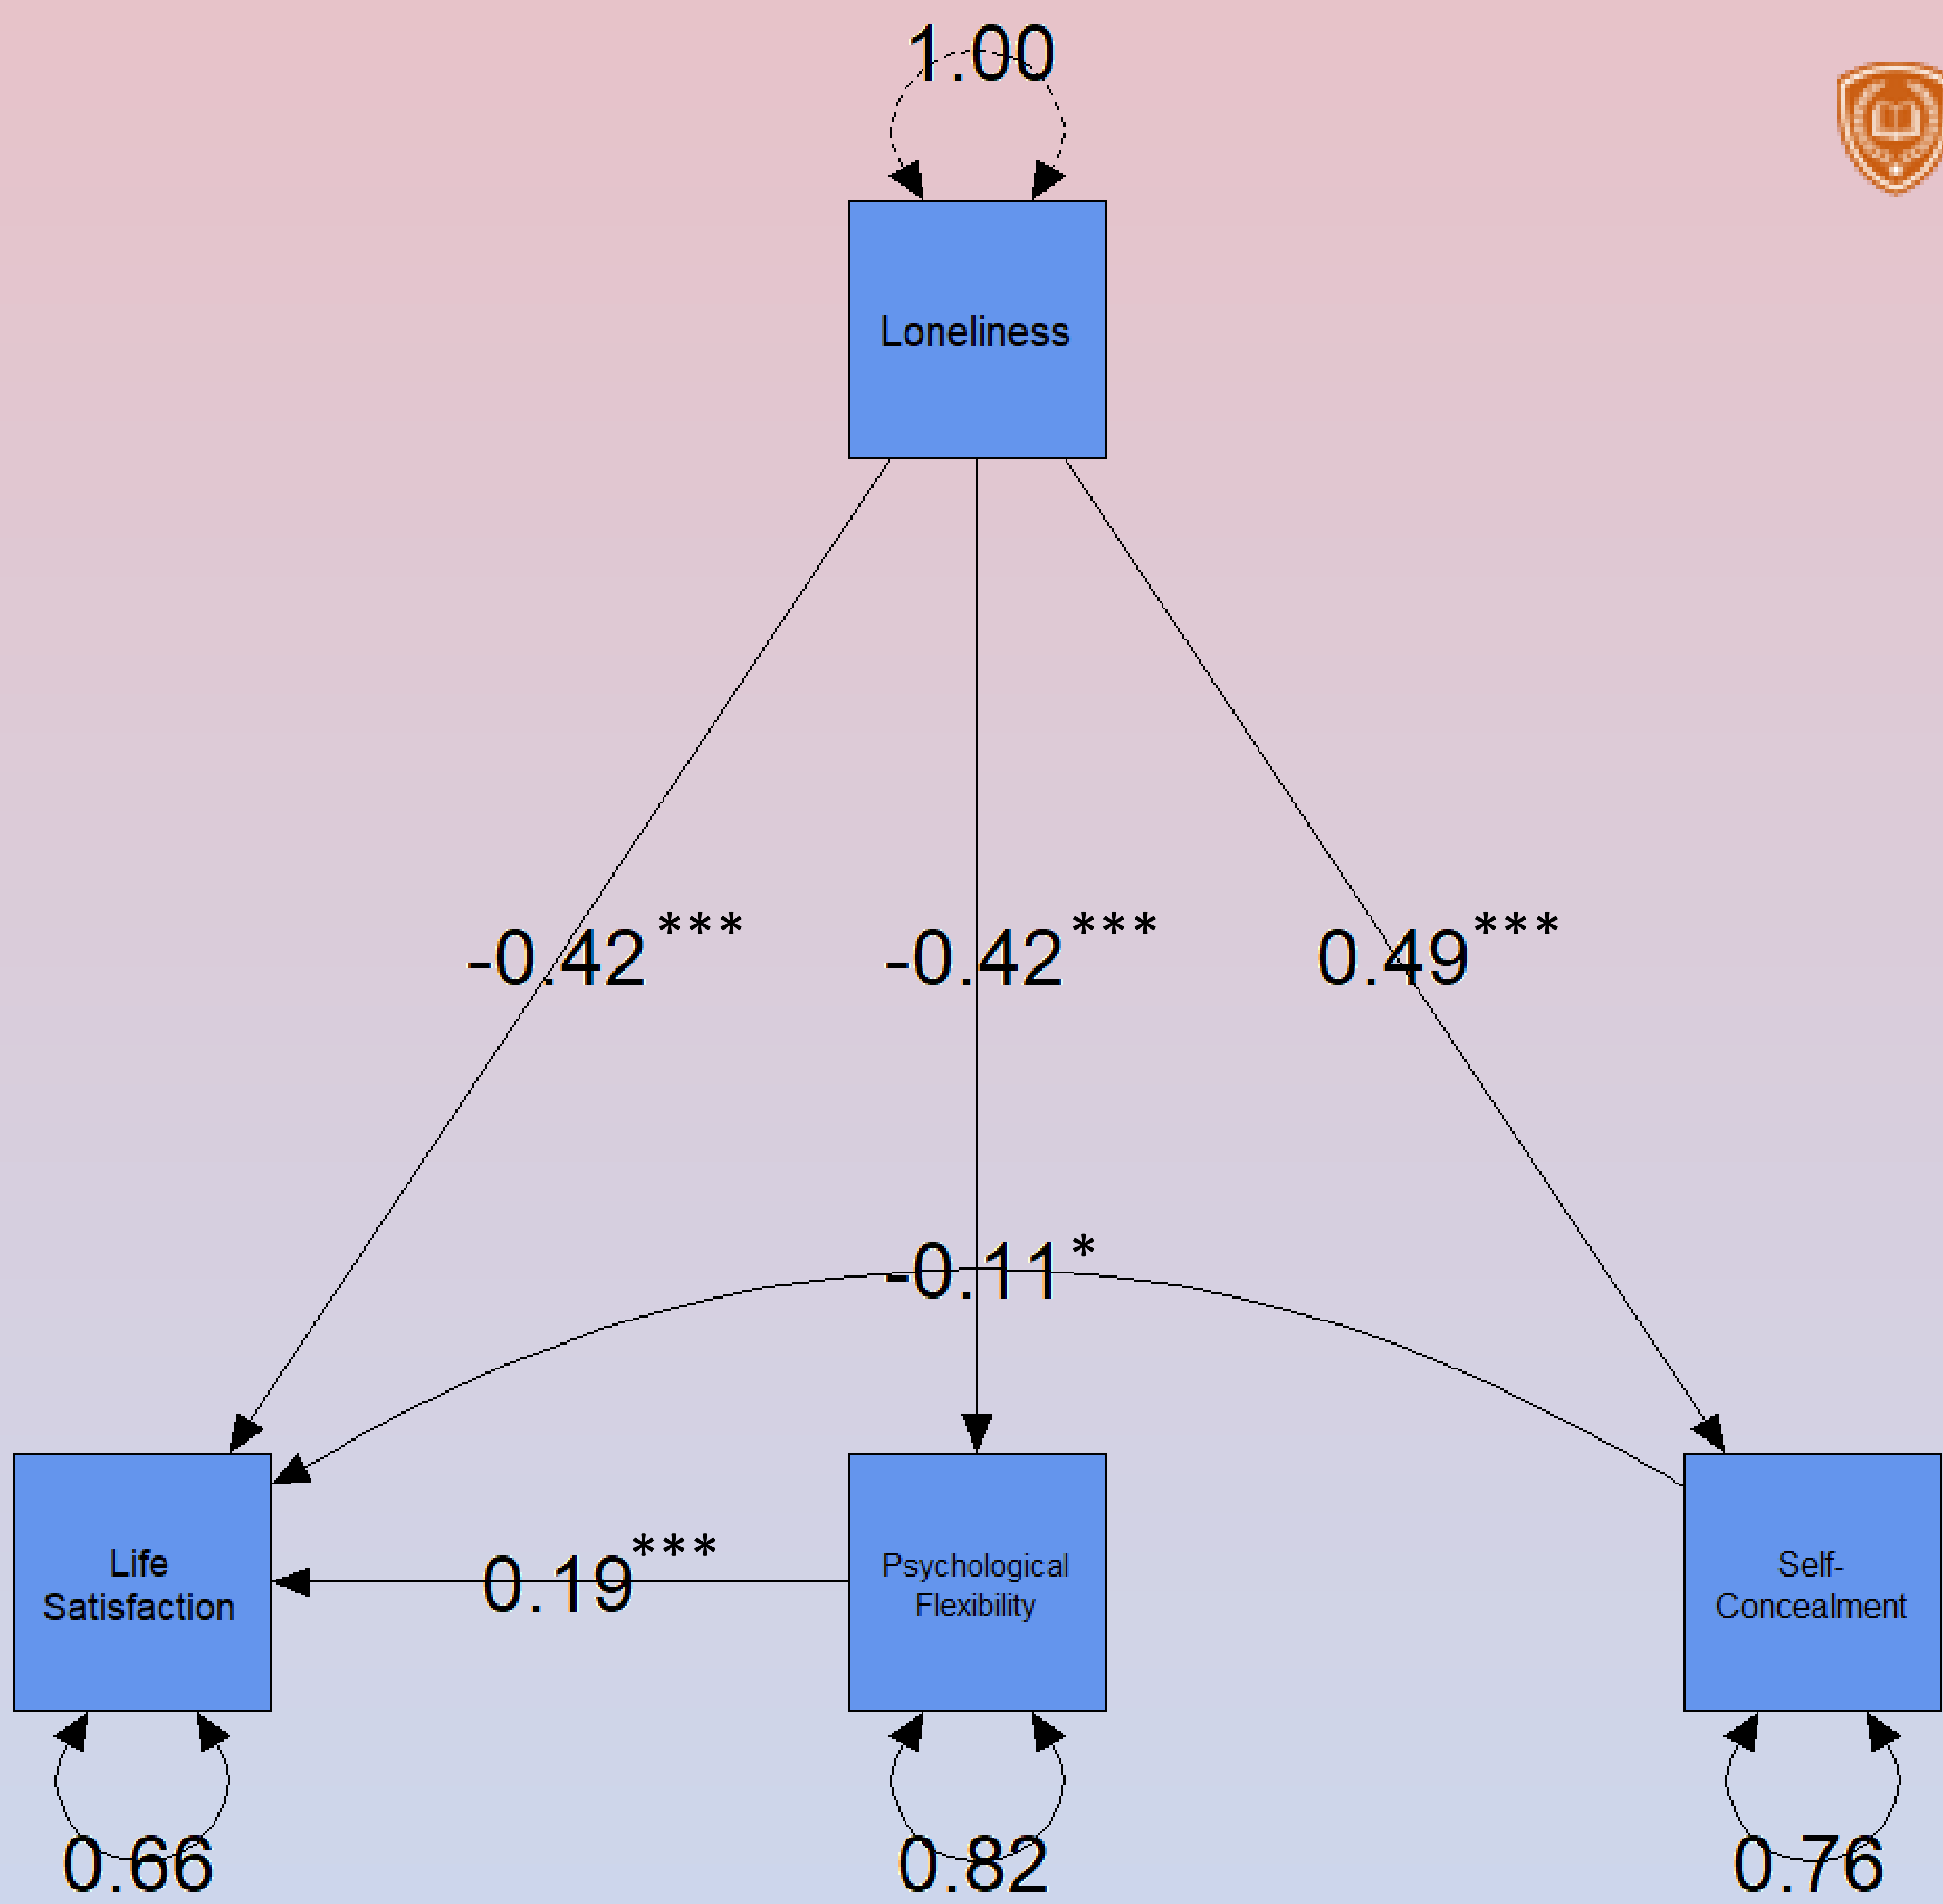 1.00
Loneliness
-0.42***
-0.42***
0.49***
-0.11*
Life
Satisfaction
0.19***
Psychological
Flexibility
Self-
Concealment
0.66
0.82
0.76